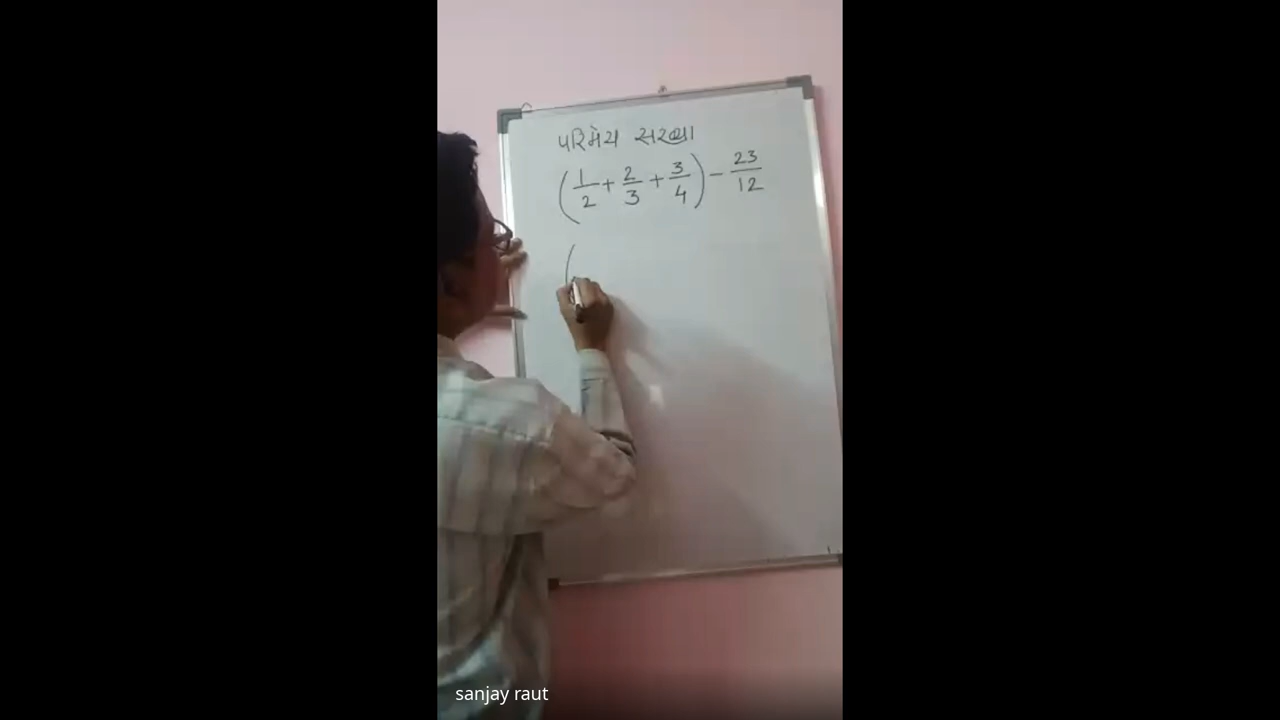 પરિમેય સંખ્યા
(1/2 + 2/3 + 3/4) - 23/12
(
sanjay raut